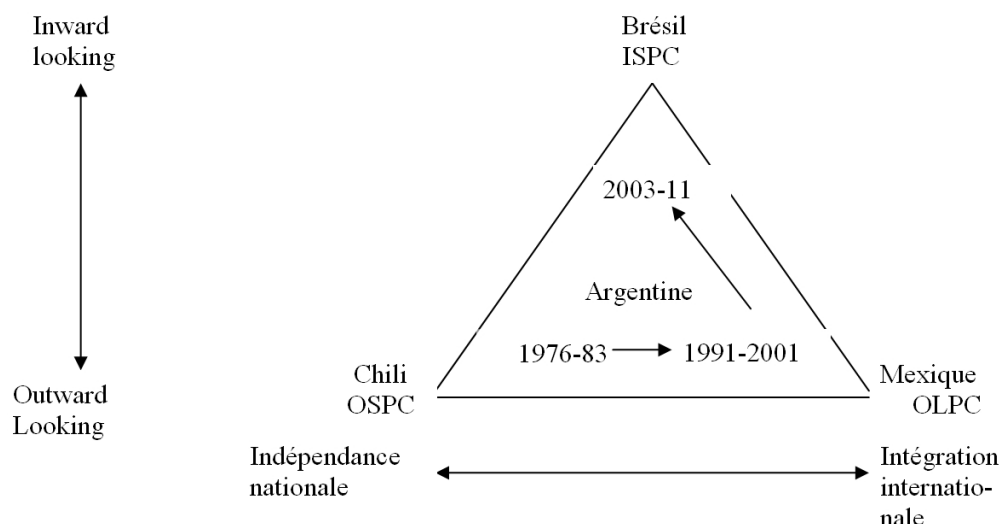 Inward
looking
Brésil
ISPC
2003-11
Argentine
1976-83
1991-2001
Chili
OSPC
Mexique
OLPC
Outward
Looking
Indépendance
nationale
Intégration
internatio-
nale